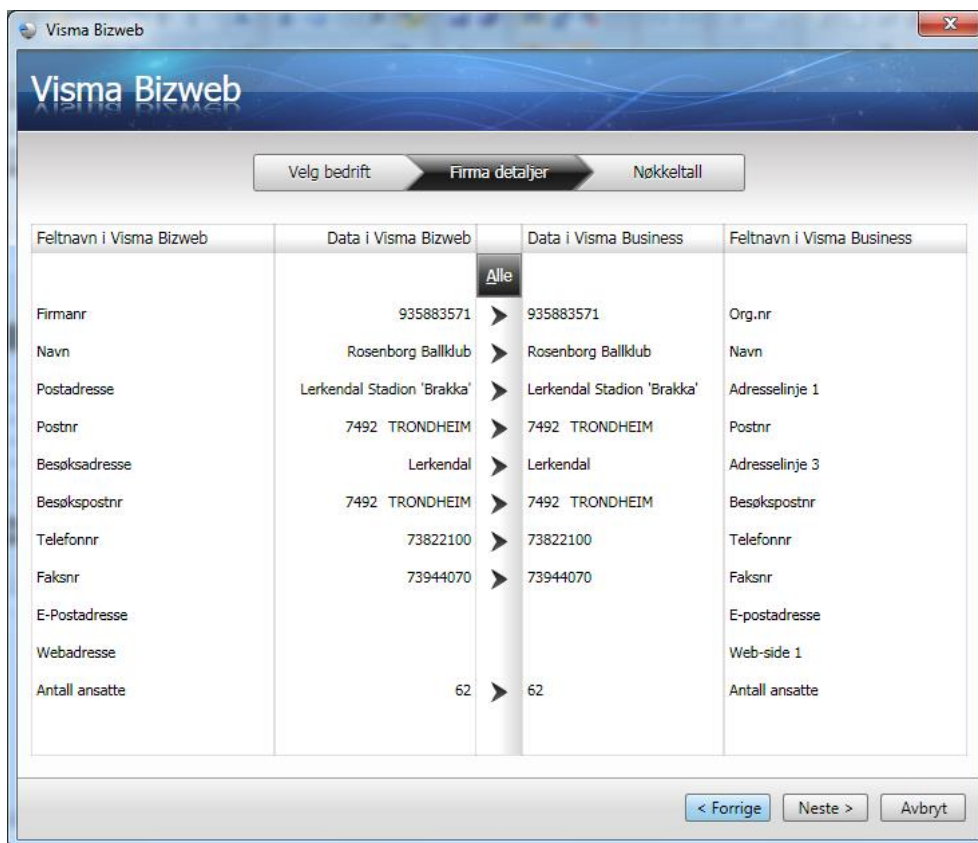 Visma Bizweb
Visma Bizweb
Velg bedrift Firma detaljer Nøkkeltall
Feltnavn i Visma Bizweb Data i Visma Bizweb Data i Visma Business Feltnavn i Visma Business
Alle
Firmanr 935883571 935883571 Org.nr
Navn Rosenborg Ballklub Rosenborg Ballklub Navn
Postadresse Lerkendal Stadion 'Brakka' Lerkendal Stadion 'Brakka' Adresselinje 1
Postnr 7492 TRONDHEIM 7492 TRONDHEIM Postnr
Besøksadresse Lerkendal Lerkendal Adresselinje 3
Besøkspostnr 7492 TRONDHEIM 7492 TRONDHEIM Besøkspostnr
Telefonnr 73822100 73822100 Telefonnr
Faksnr 73944070 73944070 Faksnr
E-Postadresse E-postadresse
Webadresse Web-side 1
Antall ansatte 62 62 Antall ansatte
< Forrige Neste > Avbryt